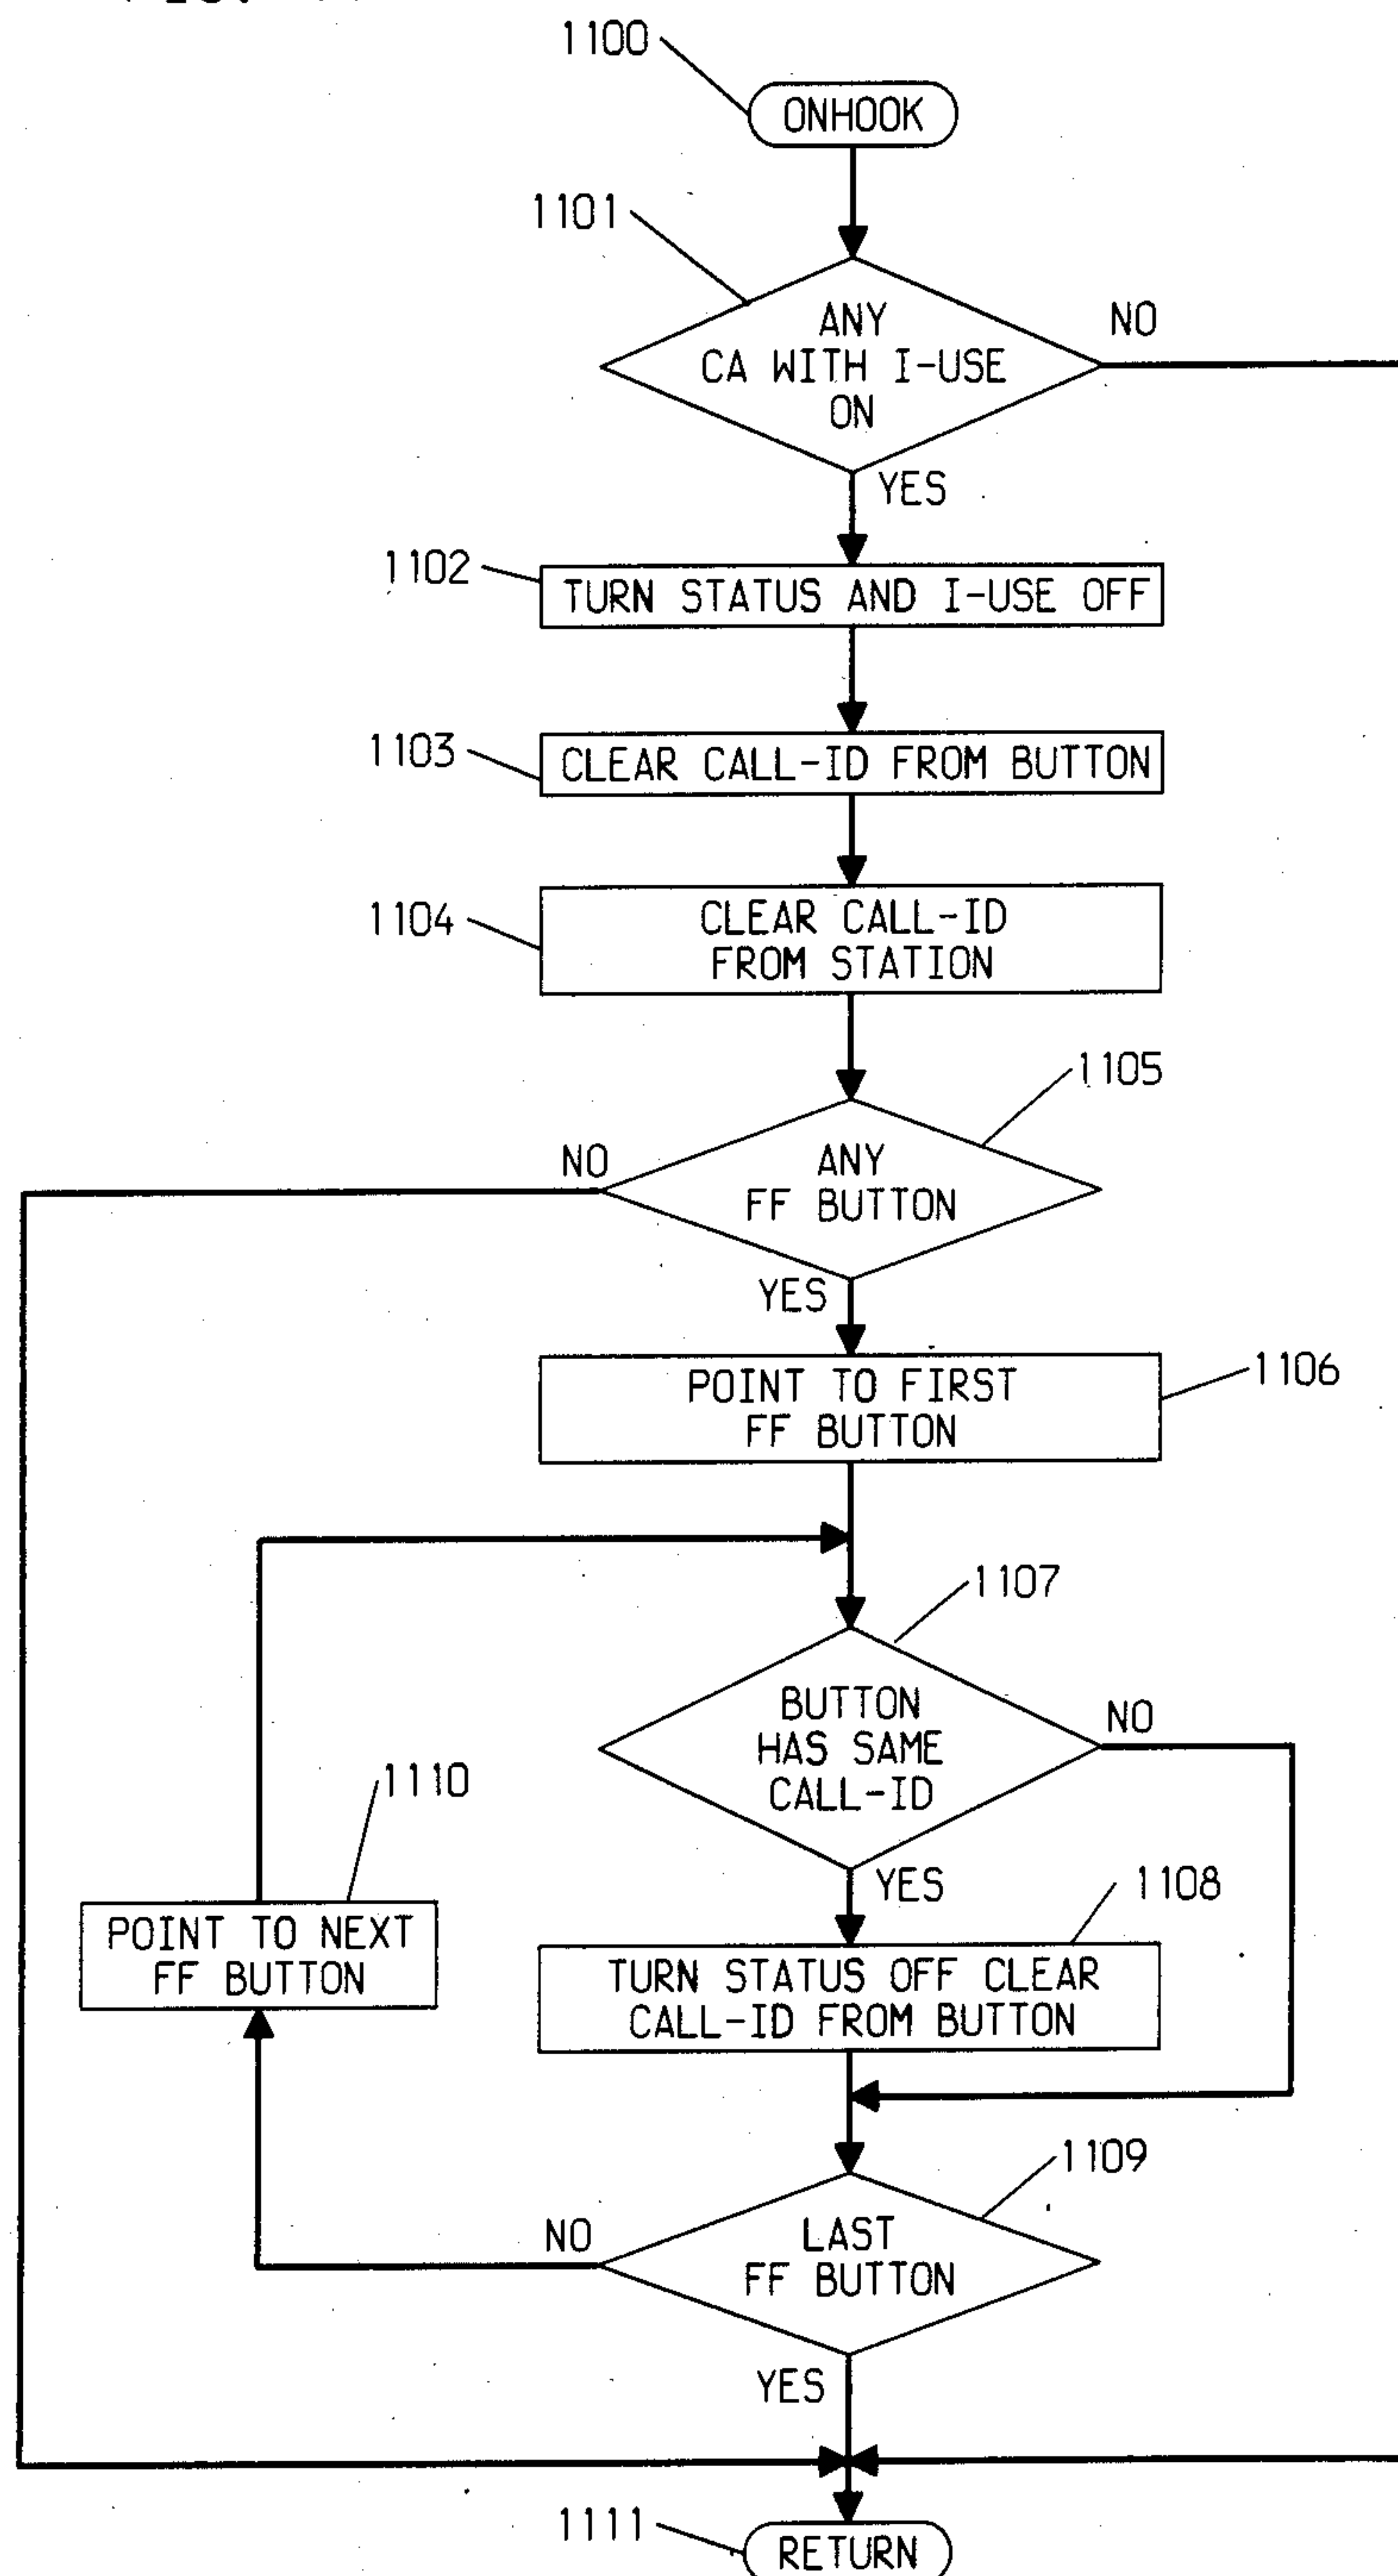 1100
ONHOOK
1101
ANY
CA WITH I-USE
ON
NO
YES
1102
TURN STATUS AND I-USE OFF
1103
CLEAR CALL-ID FROM BUTTON
1104
CLEAR CALL-ID
FROM STATION
1105
NO
ANY
FF BUTTON
YES
1106
POINT TO FIRST
FF BUTTON
1107
BUTTON
HAS SAME
CALL-ID
NO
1110
YES
1108
POINT TO NEXT
FF BUTTON
TURN STATUS OFF CLEAR
CALL-ID FROM BUTTON
1109
NO
LAST
FF BUTTON
YES
1111
RETURN